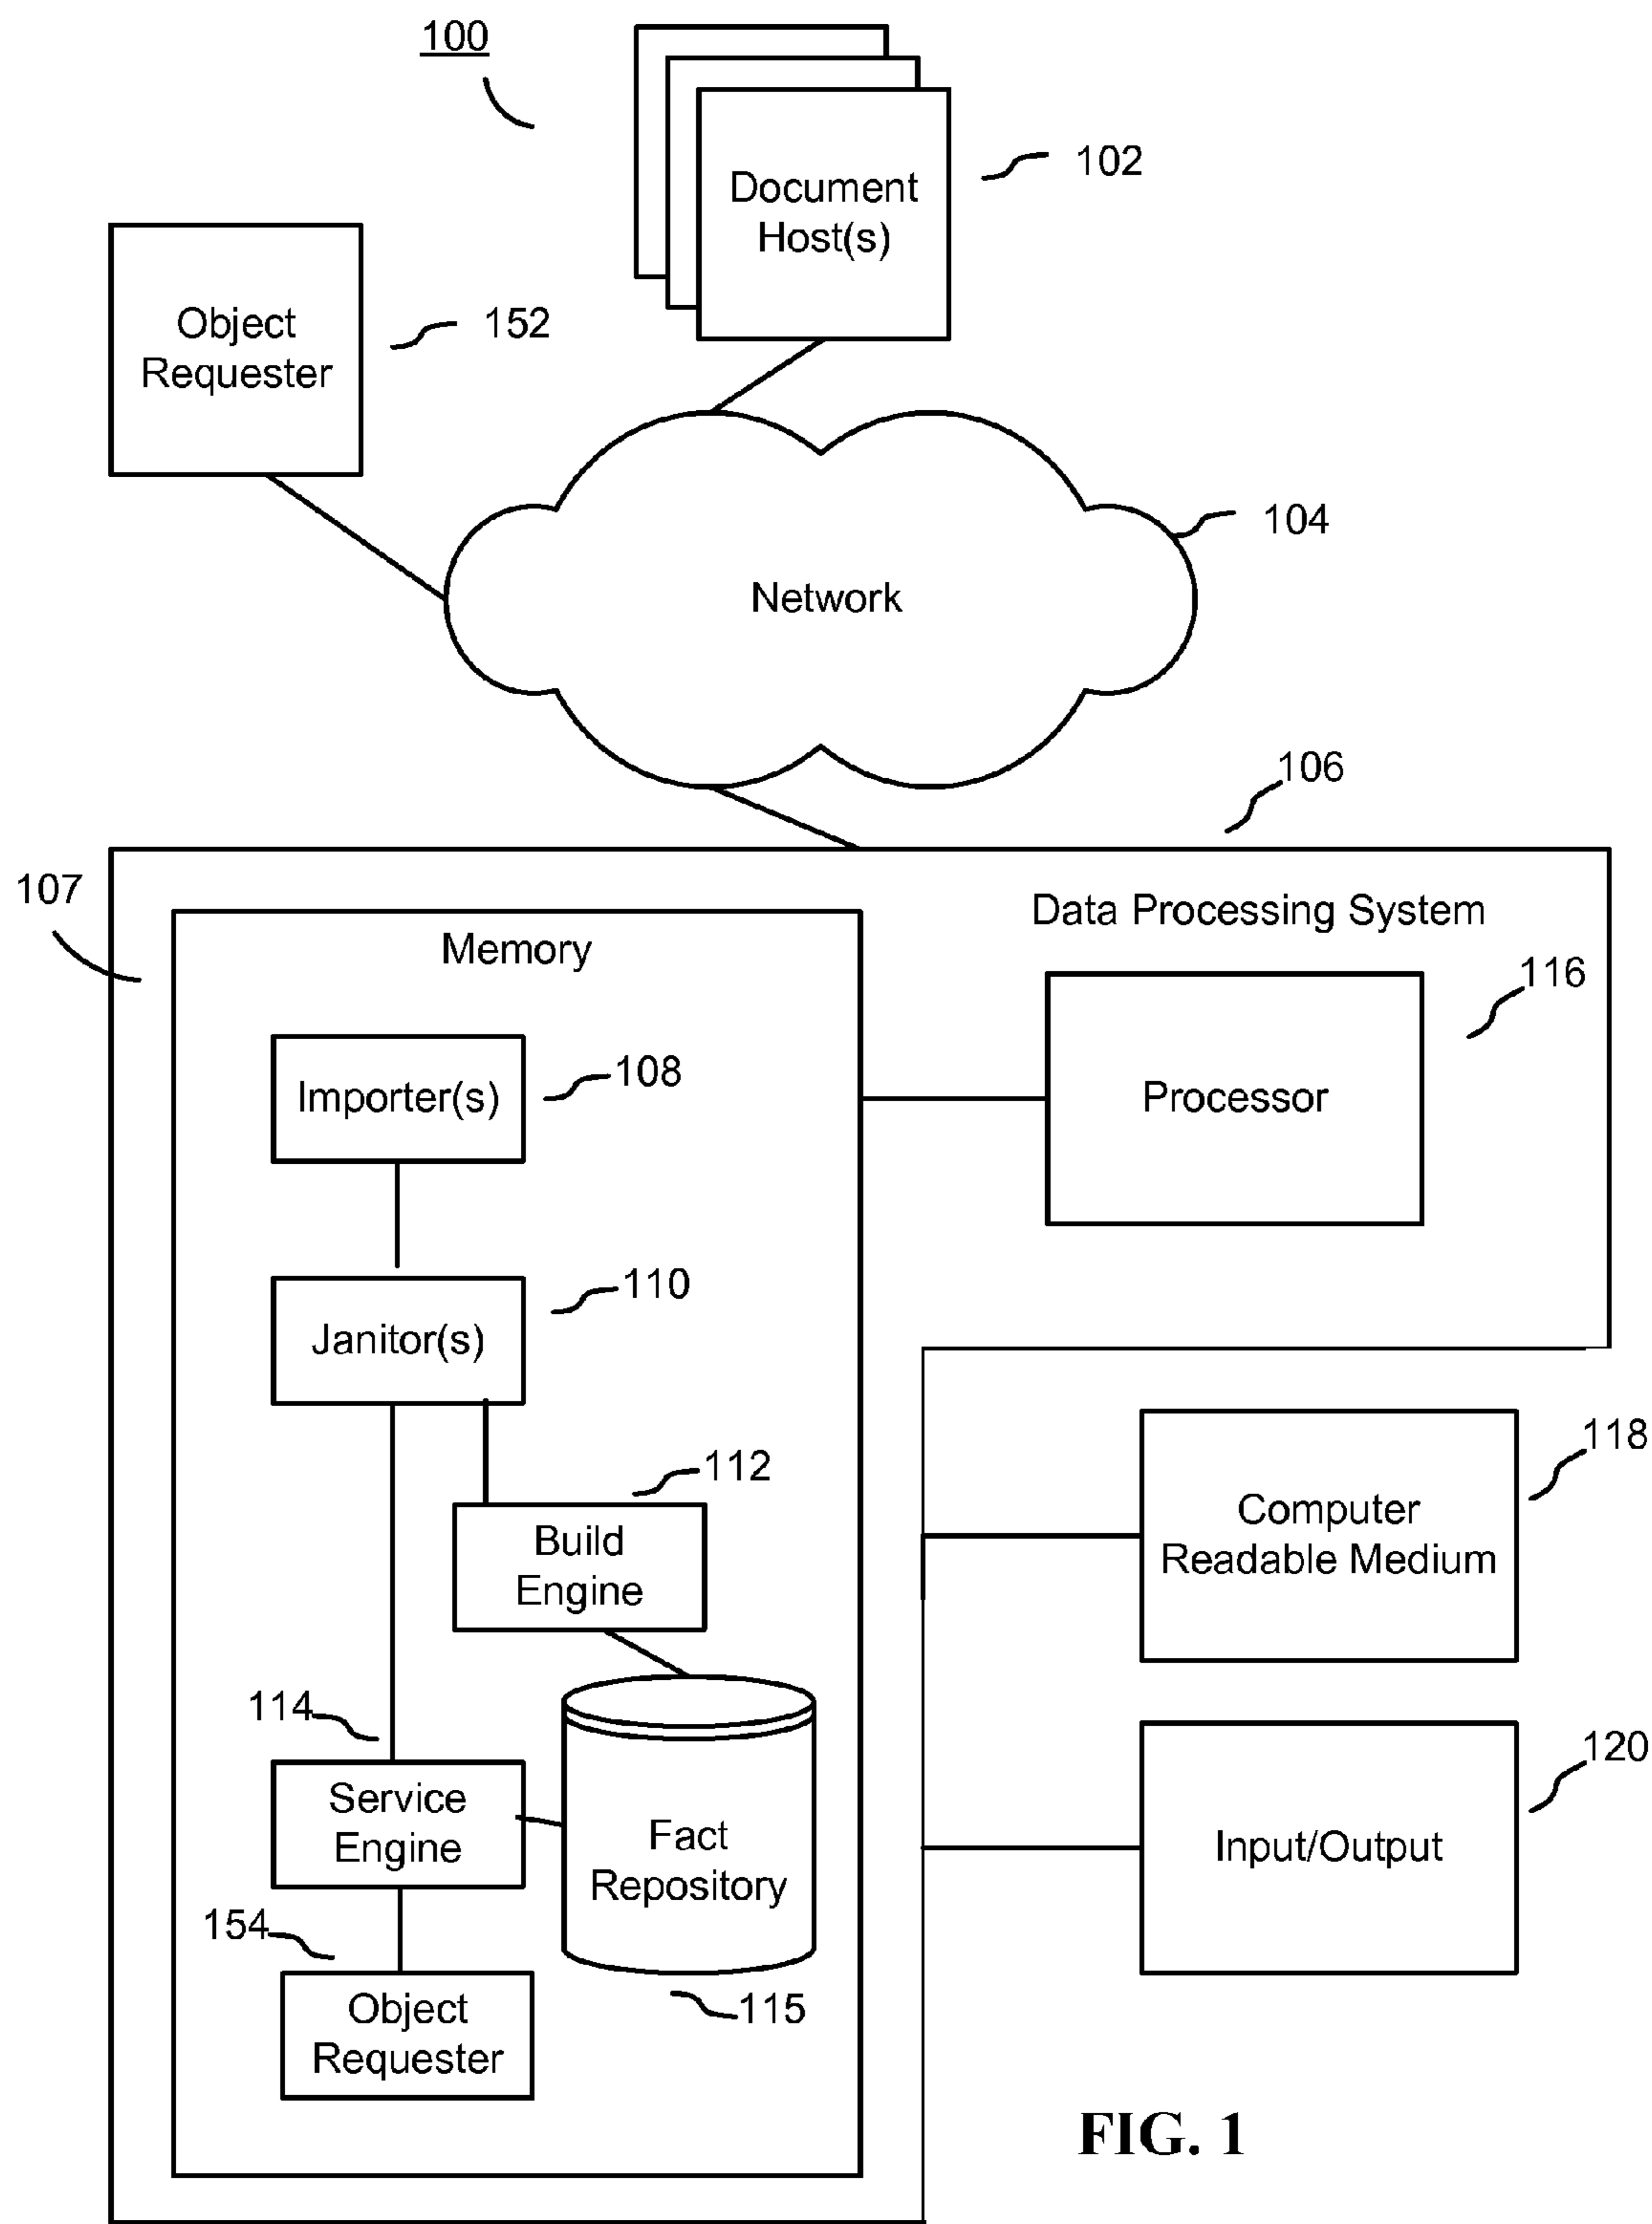 100
Document
Host(s)
102
Object
Requester
152
104
Network
106
107
Data Processing System
Memory
116
Importer(s)
108
Processor
110
Janitor(s)
118
112
Computer
Readable Medium
Build
Engine
114
120
Service
Engine
Fact
Repository
Input/Output
154
115
Object
Requester
FIG. 1